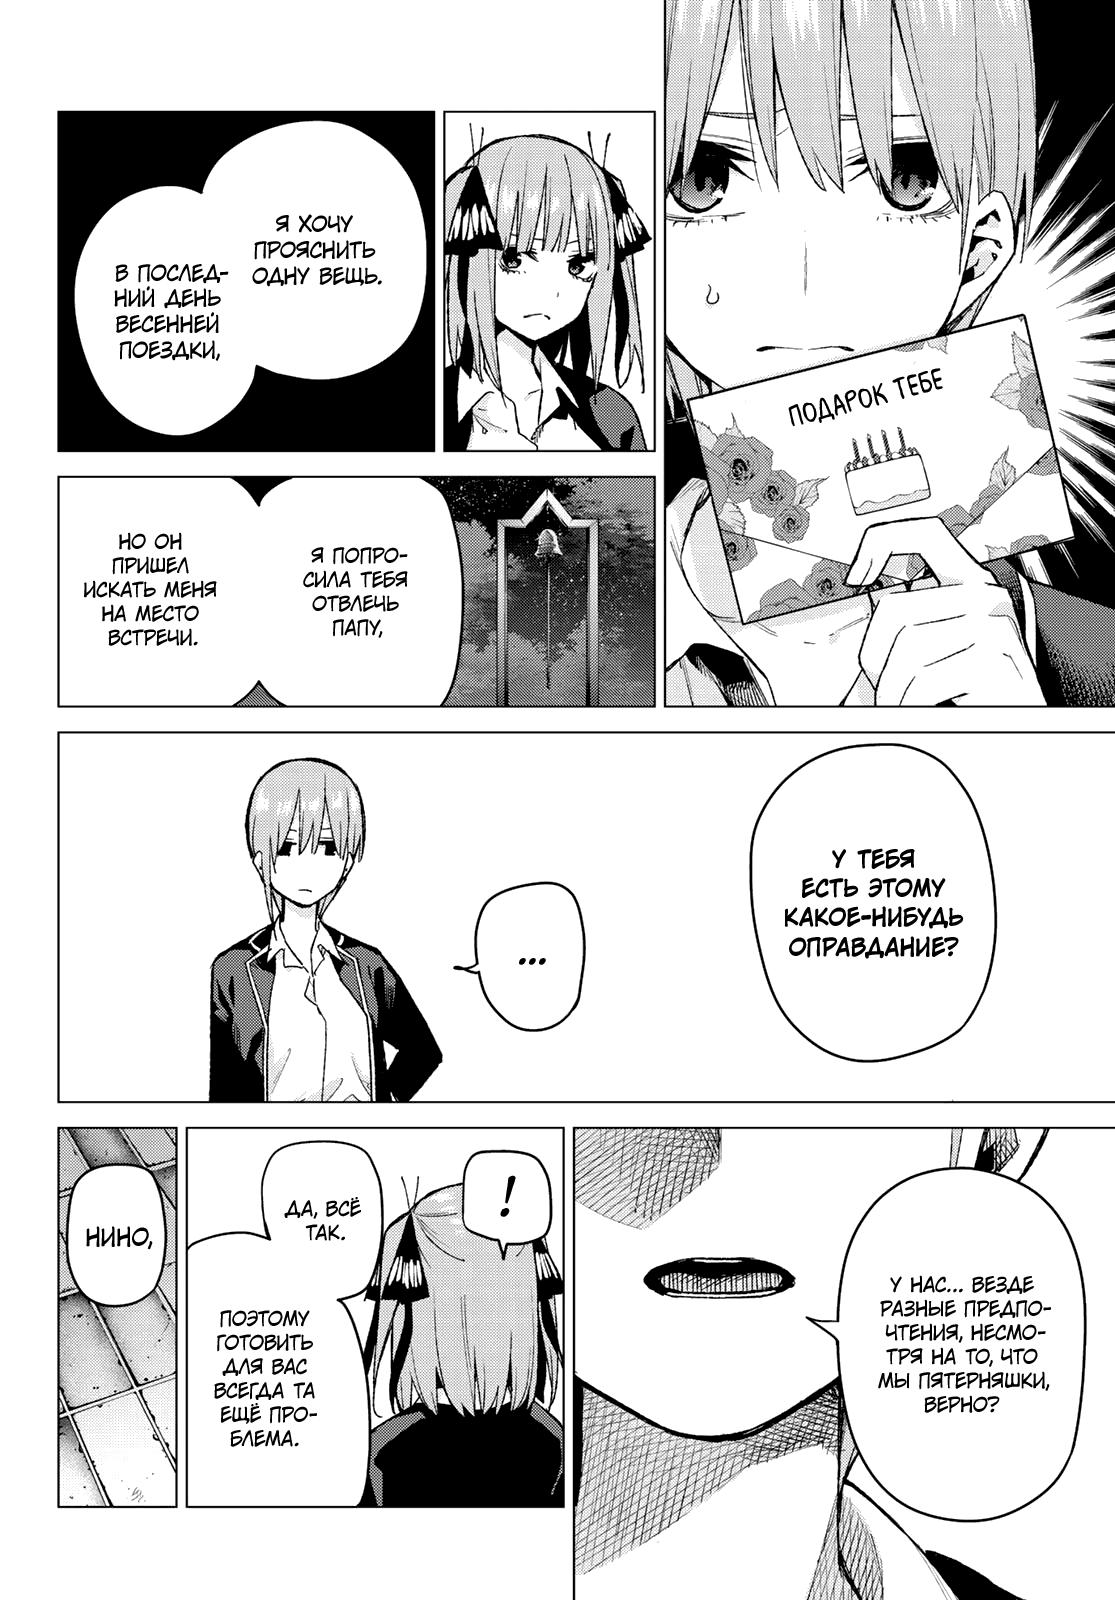 ПОДАРОК ТЕБЕ
Я ХОЧУ
ПРОЯСНИТЬ
ОДНУ ВЕЩЬ.
В ПОСЛЕД-
НИЙ ДЕНЬ
ВЕСЕННЕЙ
ПОЕЗДКИ,
Я ПОПРО-
СИЛА ТЕБЯ
ОТВЛЕЧЬ
ПАПУ,
НО ОН
ПРИШЕЛ
ИСКАТЬ МЕНЯ
НА МЕСТО
ВСТРЕЧИ.
У ТЕБЯ
ЕСТЬ ЭТОМУ
КАКОЕ-НИБУДЬ
ОПРАВДАНИЕ?
...
У НАС... ВЕЗДЕ
РАЗНЫЕ ПРЕДПО-
ЧТЕНИЯ, НЕСМО-
ТРЯ НА ТО, ЧТО
МЫ ПЯТЕРНЯШКИ,
ВЕРНО?
!
ДА, ВСЁ
ТАК.
ПОЭТОМУ
ГОТОВИТЬ
ДЛЯ ВАС
ВСЕГДА ТА
ЕЩЁ ПРО-
БЛЕМА.
НИНО,